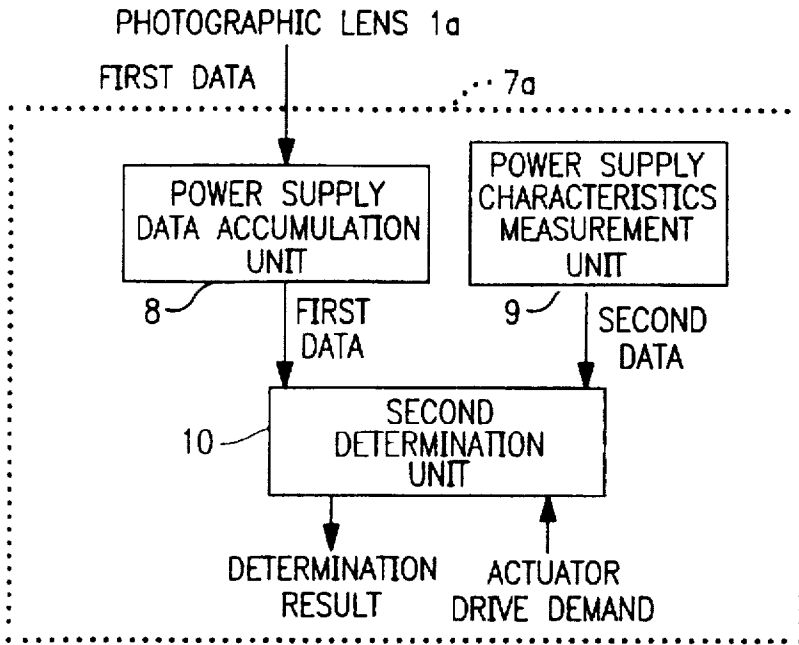 PHOTOGRAPHIC LENS 1a
FIRST DATA
7a
POWER SUPPLY
DATA ACCUMULATION
UNIT
POWER SUPPLY
CHARACTERISTICS
MEASUREMENT
UNIT
8
FIRST
DATA
9
SECOND
DATA
10
SECOND
DETERMINATION
UNIT
DETERMINATION
RESULT
ACTUATOR
DRIVE DEMAND